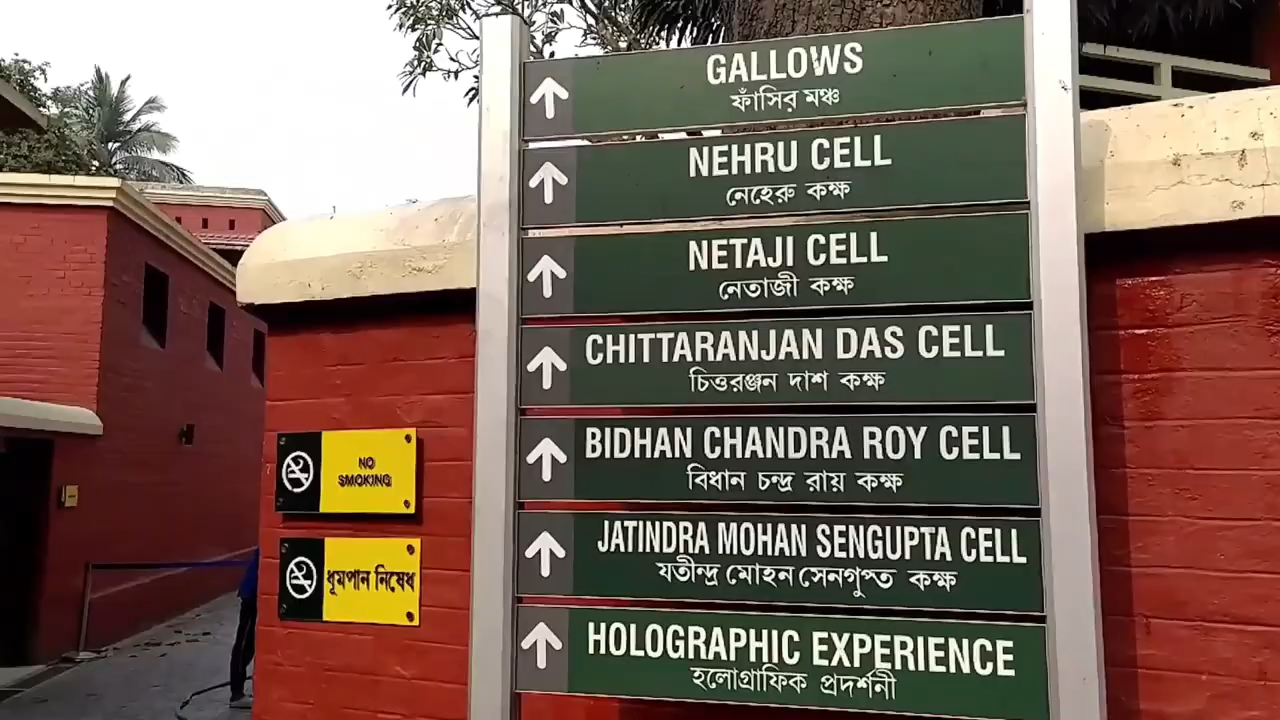 GALLOWS
ফাঁসির মঞ্চ
NEHRU CELL
নেহেরু কক্ষ
NETAJI CELL
নেতাজী কক্ষ
CHITTARANJAN DAS CELL
চিত্তরঞ্জন দাশ কক্ষ
BIDHAN CHANDRA ROY CELL
বিধান চন্দ্র রায় কক্ষ
JATINDRA MOHAN SENGUPTA CELL
যতীন্দ্র মোহন সেনগুপ্ত কক্ষ
HOLOGRAPHIC EXPERIENCE
হলোগ্রাফিক প্রদর্শনী
NO
SMOKING
ধূমপান নিষেধ